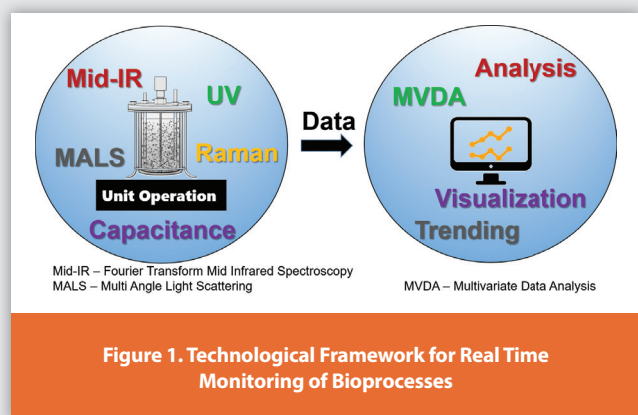 Mid-IR
UV
MALS
Raman
Unit Operation
Capacitance
Data
Analysis
MVDA
Visualization
Trending
Mid-IR – Fourier Transform Mid Infrared Spectroscopy
MALS – Multi Angle Light Scattering
MVDA – Multivariate Data Analysis
Figure 1. Technological Framework for Real Time
Monitoring of Bioprocesses